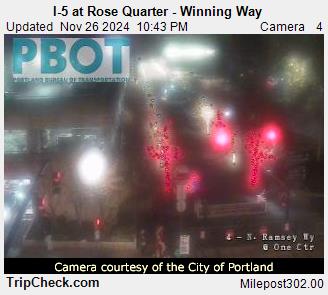 I-5 at Rose Quarter - Winning Way
Updated Nov 26 2024 10:43 PM Camera 4
PBOT
PORTLAND BUREAU OF TRANSPORTATION
4 - N. Ramsey Wy
@ One Ctr
Camera courtesy of the City of Portland
TripCheck.com Milepost302.00